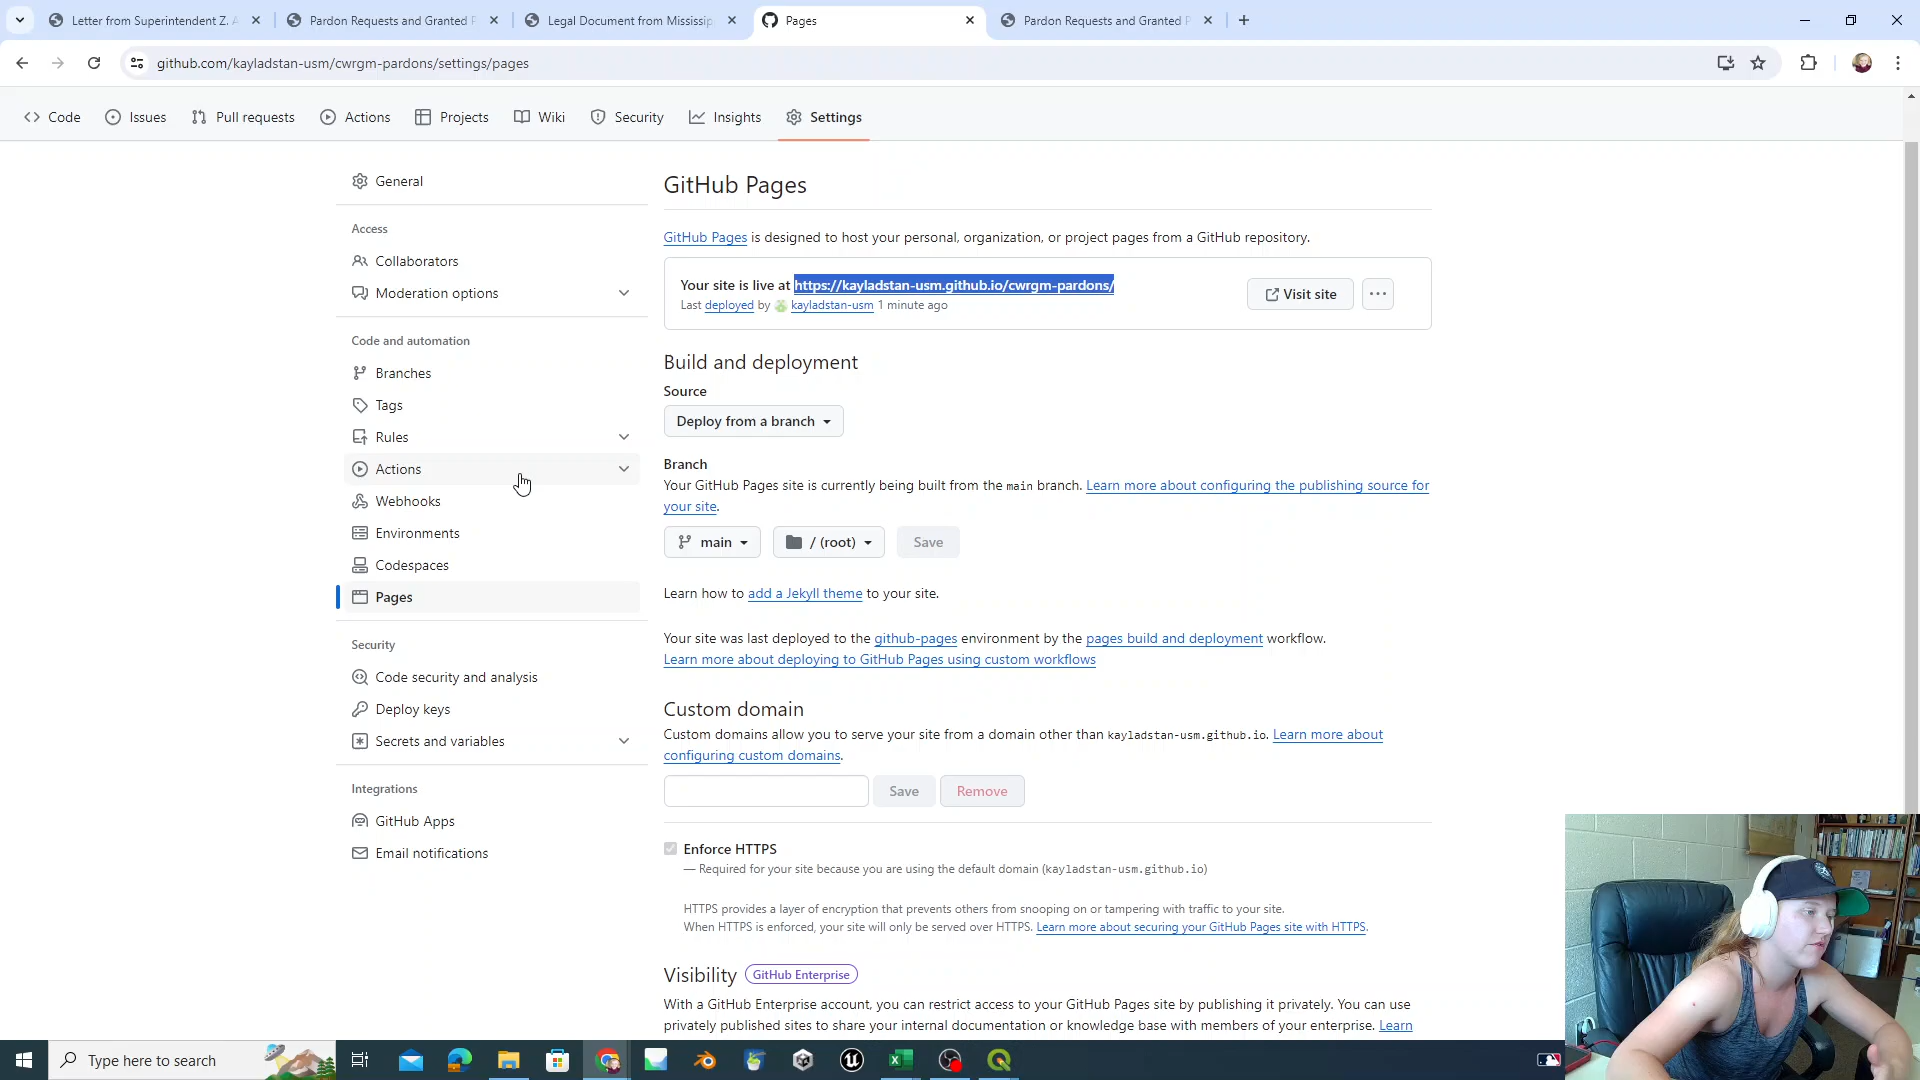 Letter from Superintendent Z. A
Pardon Requests and Granted P
Legal Document from Mississip
Pages
Pardon Requests and Granted P
github.com/kayladstan-usm/cwrgm-pardons/settings/pages
Code
Issues
Pull requests
Actions
Projects
Wiki
Security
Insights
Settings
General
Access
Collaborators
Moderation options
Code and automation
Branches
Tags
Rules
Actions
Webhooks
Environments
Codespaces
Pages
Security
Code security and analysis
Deploy keys
Secrets and variables
Integrations
GitHub Apps
Email notifications
GitHub Pages
GitHub Pages is designed to host your personal, organization, or project pages from a GitHub repository.
Your site is live at https://kayladstan-usm.github.io/cwrgm-pardons/
Last deployed by kayladstan-usm 1 minute ago
Visit site
Build and deployment
Source
Deploy from a branch
Branch
Your GitHub Pages site is currently being built from the main branch. Learn more about configuring the publishing source for
your site.
main
/ (root)
Save
Learn how to add a Jekyll theme to your site.
Your site was last deployed to the github-pages environment by the pages build and deployment workflow.
Learn more about deploying to GitHub Pages using custom workflows
Custom domain
Custom domains allow you to serve your site from a domain other than kayladstan-usm.github.io. Learn more about
configuring custom domains.
Save
Remove
Enforce HTTPS
— Required for your site because you are using the default domain (kayladstan-usm.github.io)
HTTPS provides a layer of encryption that prevents others from snooping on or tampering with traffic to your site.
When HTTPS is enforced, your site will only be served over HTTPS. Learn more about securing your GitHub Pages site with HTTPS.
Visibility GitHub Enterprise
With a GitHub Enterprise account, you can restrict access to your GitHub Pages site by publishing it privately. You can use
privately published sites to share your internal documentation or knowledge base with members of your enterprise. Learn
Type here to search